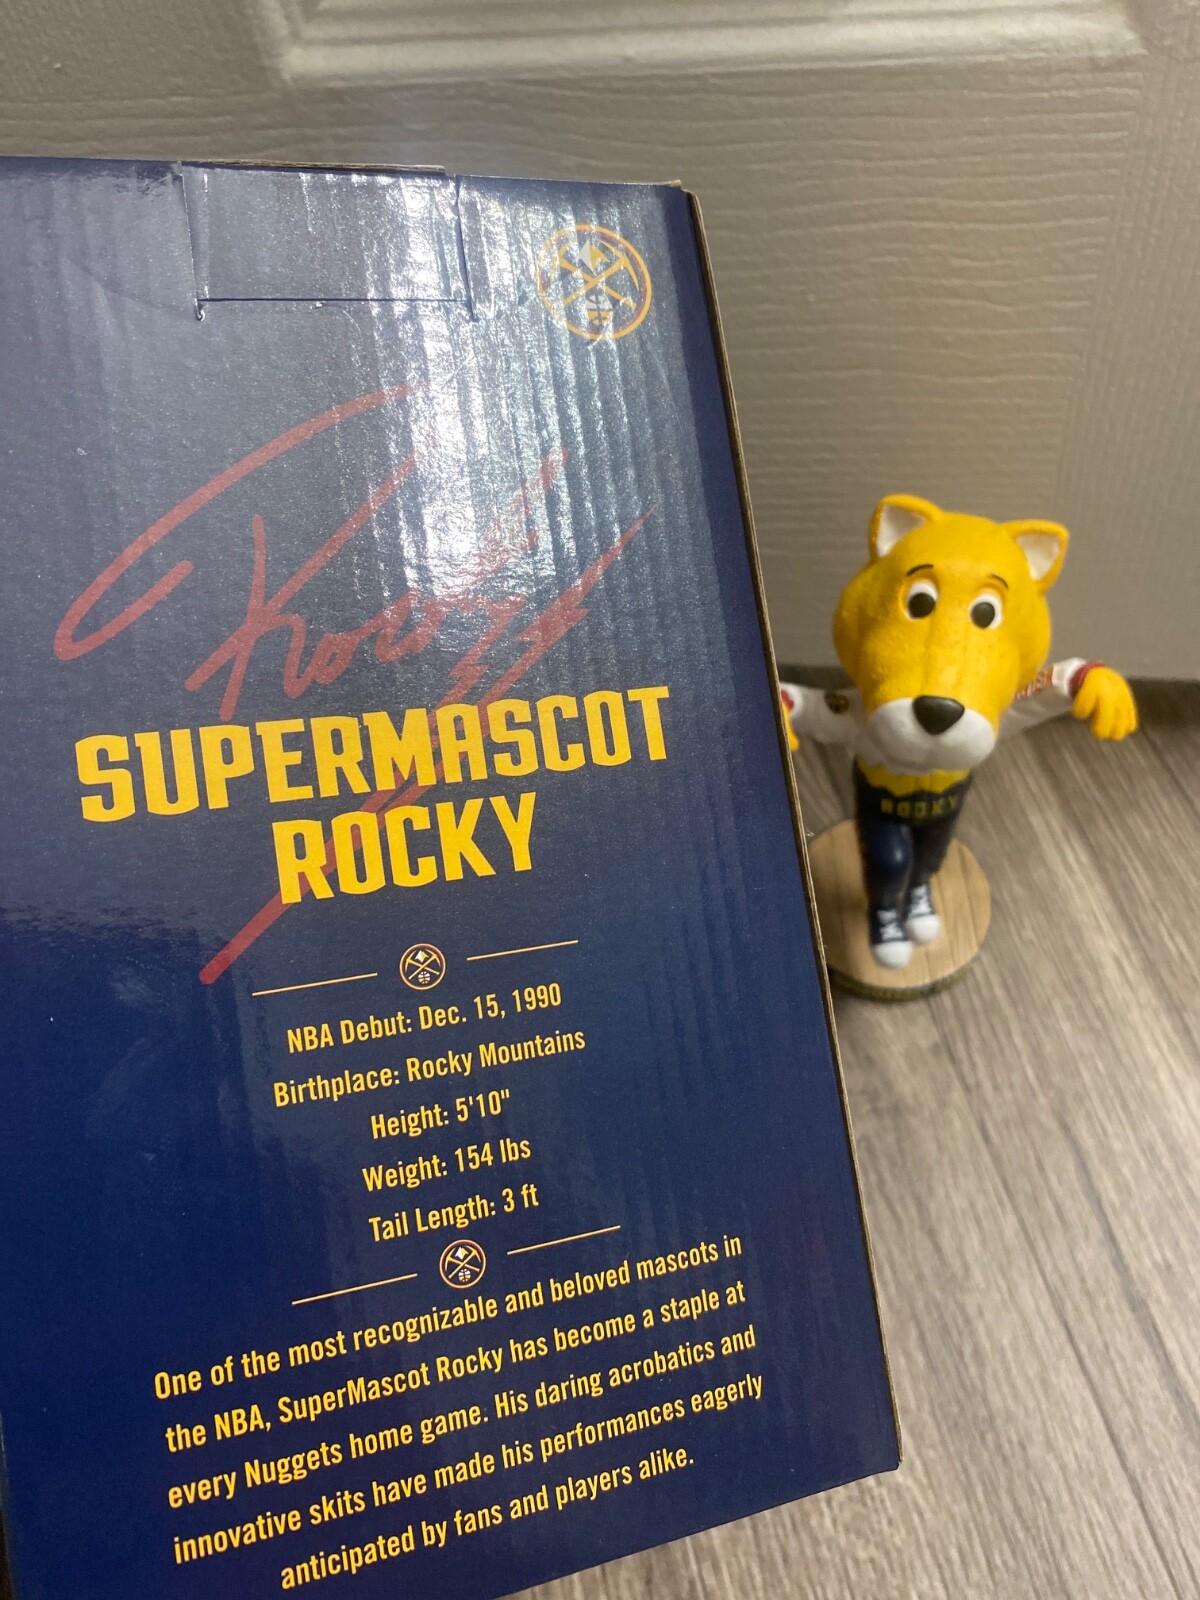 Rocky
SUPERMASCOT
ROCKY
NBA Debut: Dec. 15, 1990
Birthplace: Rocky Mountains
Height: 5'10"
Weight: 154 lbs
Tail Length: 3 ft
One of the most recognizable and beloved mascots in
the NBA, SuperMascot Rocky has become a staple at
every Nuggets home game. His daring acrobatics and
innovative skits have made his performances eagerly
anticipated by fans and players alike.
ROCKY